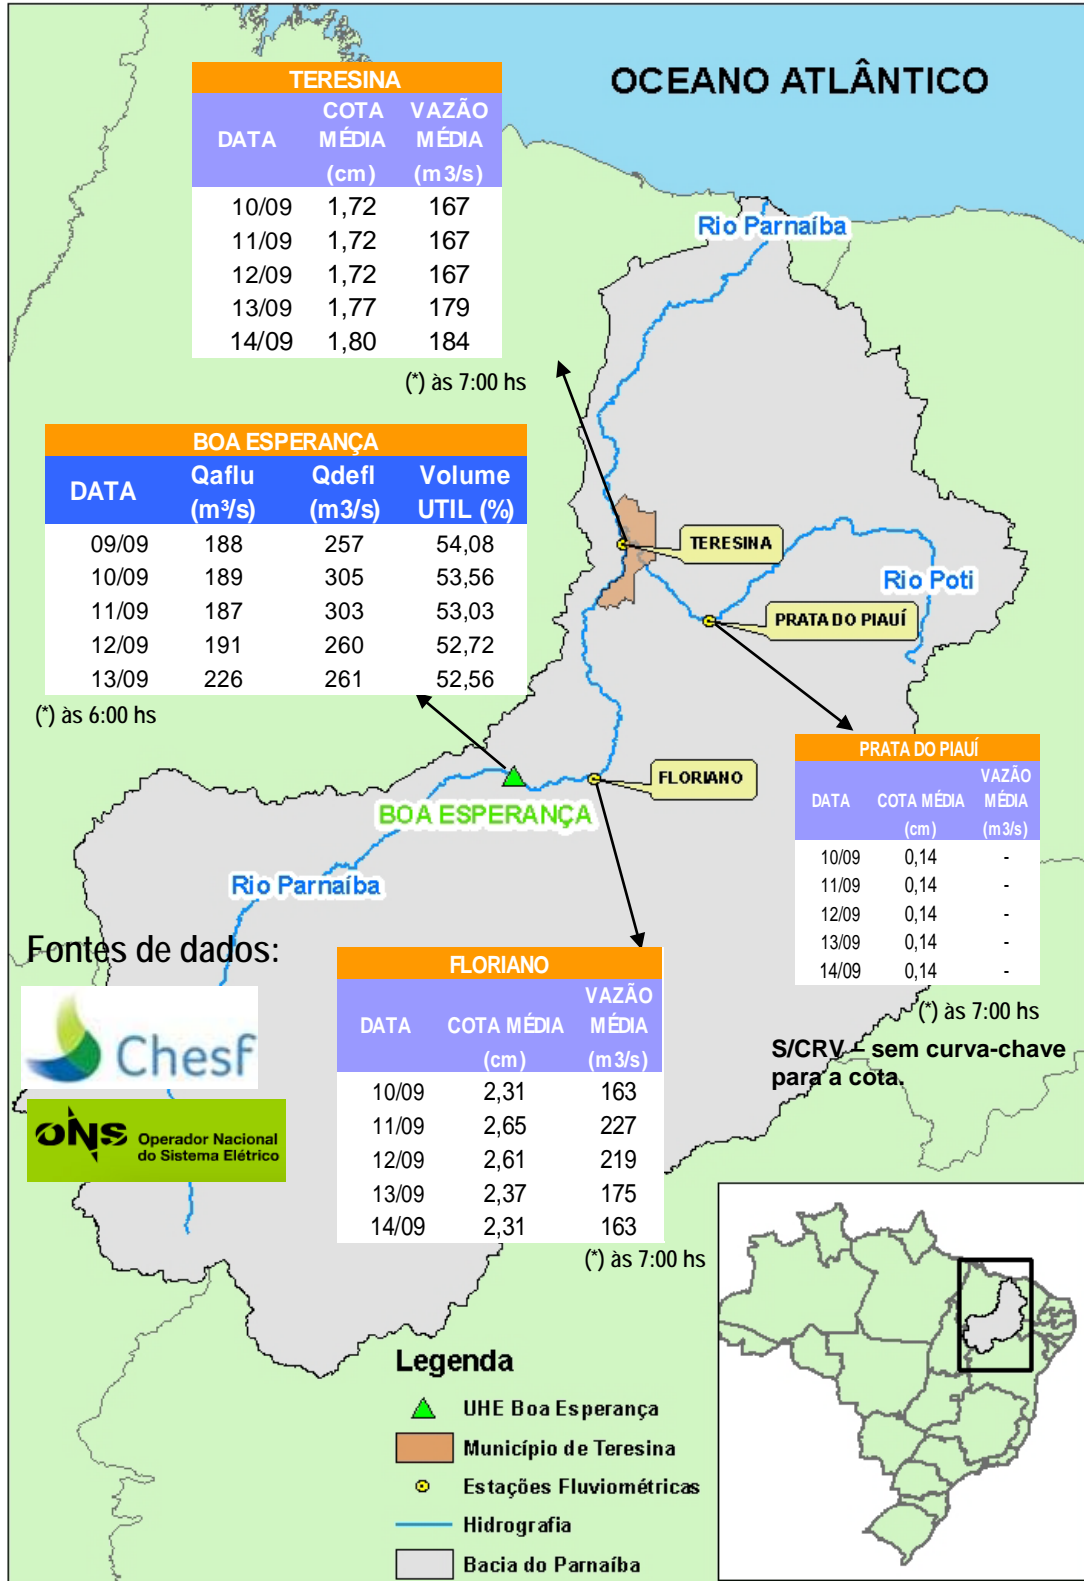 OCEANO ATLÂNTICO
TERESINA
DATA COTA MÉDIA (cm) VAZÃO MÉDIA (m3/s)
10/09 1,72 167
11/09 1,72 167
12/09 1,72 167
13/09 1,77 179
14/09 1,80 184
(*) às 7:00 hs
Rio Parnaíba
BOA ESPERANÇA
DATA Qaflu (m³/s) Qdefl (m3/s) Volume UTIL (%)
09/09 188 257 54,08
10/09 189 305 53,56
11/09 187 303 53,03
12/09 191 260 52,72
13/09 226 261 52,56
(*) às 6:00 hs
TERESINA
Rio Poti
PRATA DO PIAUÍ
FLORIANO
BOA ESPERANÇA
Rio Parnaíba
PRATA DO PIAUÍ
DATA COTA MÉDIA (cm) VAZÃO MÉDIA (m3/s)
10/09 0,14 -
11/09 0,14 -
12/09 0,14 -
13/09 0,14 -
14/09 0,14 -
(*) às 7:00 hs
S/CRV – sem curva-chave
para a cota.
Fontes de dados:
Chesf
ONS Operador Nacional
do Sistema Elétrico
FLORIANO
DATA COTA MÉDIA (cm) VAZÃO MÉDIA (m3/s)
10/09 2,31 163
11/09 2,65 227
12/09 2,61 219
13/09 2,37 175
14/09 2,31 163
(*) às 7:00 hs
Legenda
UHE Boa Esperança
Município de Teresina
Estações Fluviométricas
Hidrografia
Bacia do Parnaíba